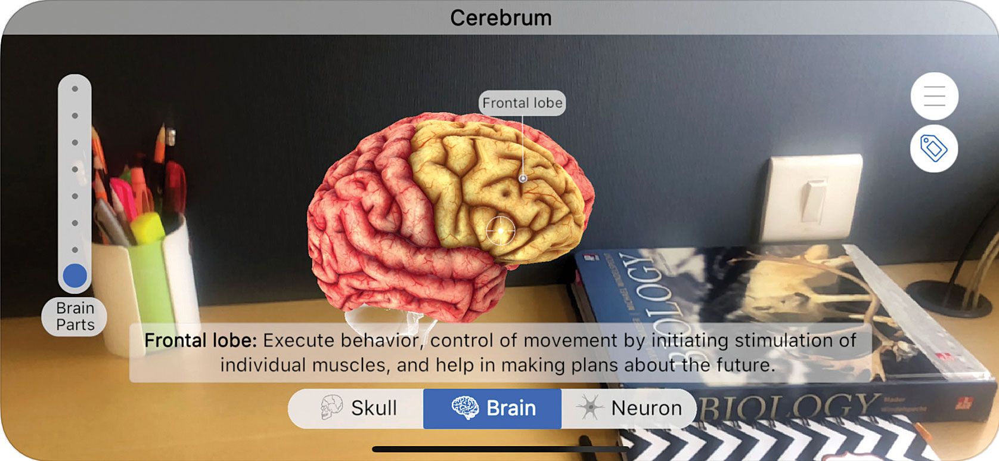 Cerebrum
Frontal lobe
Brain
Parts
Frontal lobe: Execute behavior, control of movement by initiating stimulation of
individual muscles, and help in making plans about the future.
Skull
Brain
Neuron
BIOLOGY
BIOLOGY
Mader